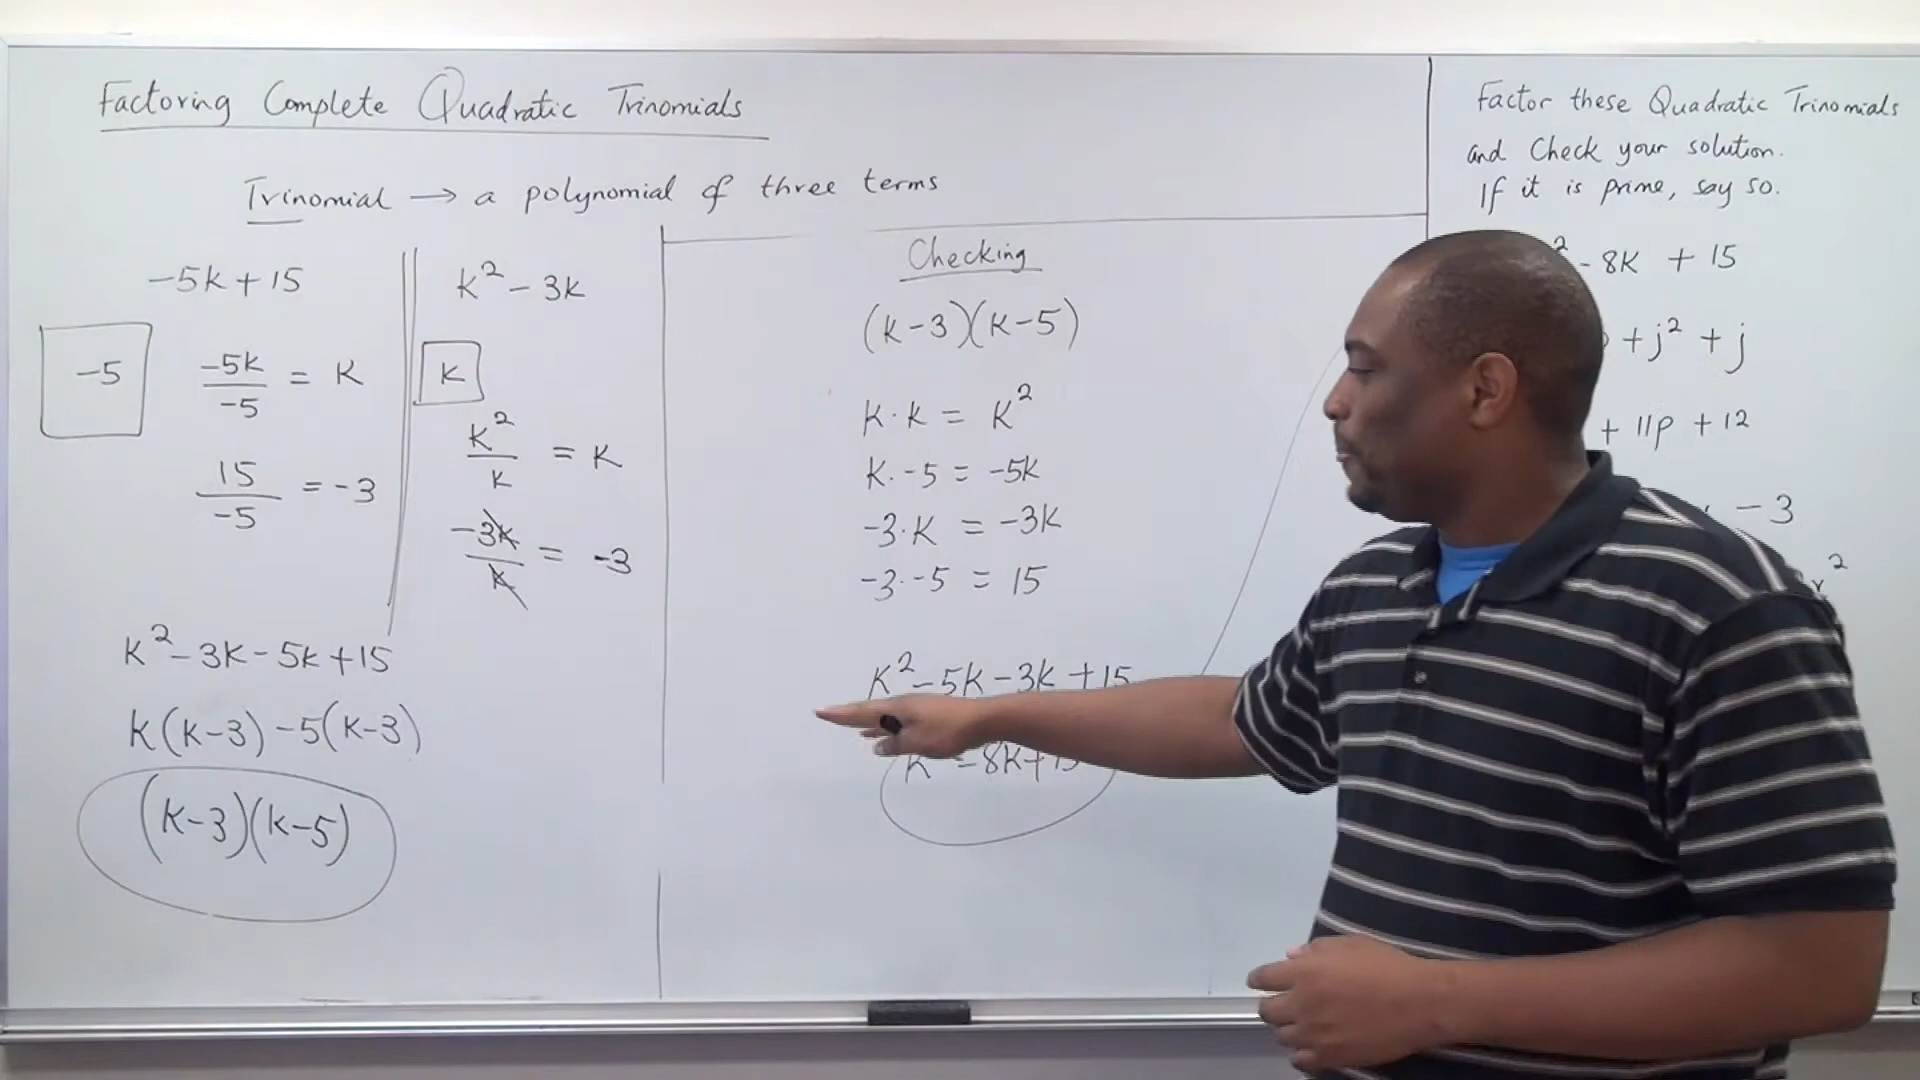 Factoring Complete Quadratic Trinomials
Trinomial → a polynomial of three terms
-5k + 15
-5
-5k/-5 = k
15/-5 = -3
k² - 3k
k
k²/k = k
-3k/k = -3
k² - 3k - 5k + 15
k(k-3) - 5(k-3)
(k-3)(k-5)
Checking
(k-3)(k-5)
k · k = k²
k · -5 = -5k
-3 · k = -3k
-3 · -5 = 15
k² - 5k - 3k + 15
- 8k +
Factor these Quadratic Trinomials
and Check your solution.
If it is prime, say so.
² - 8k + 15
+ j² + j
+ 11p + 12
- 3
²